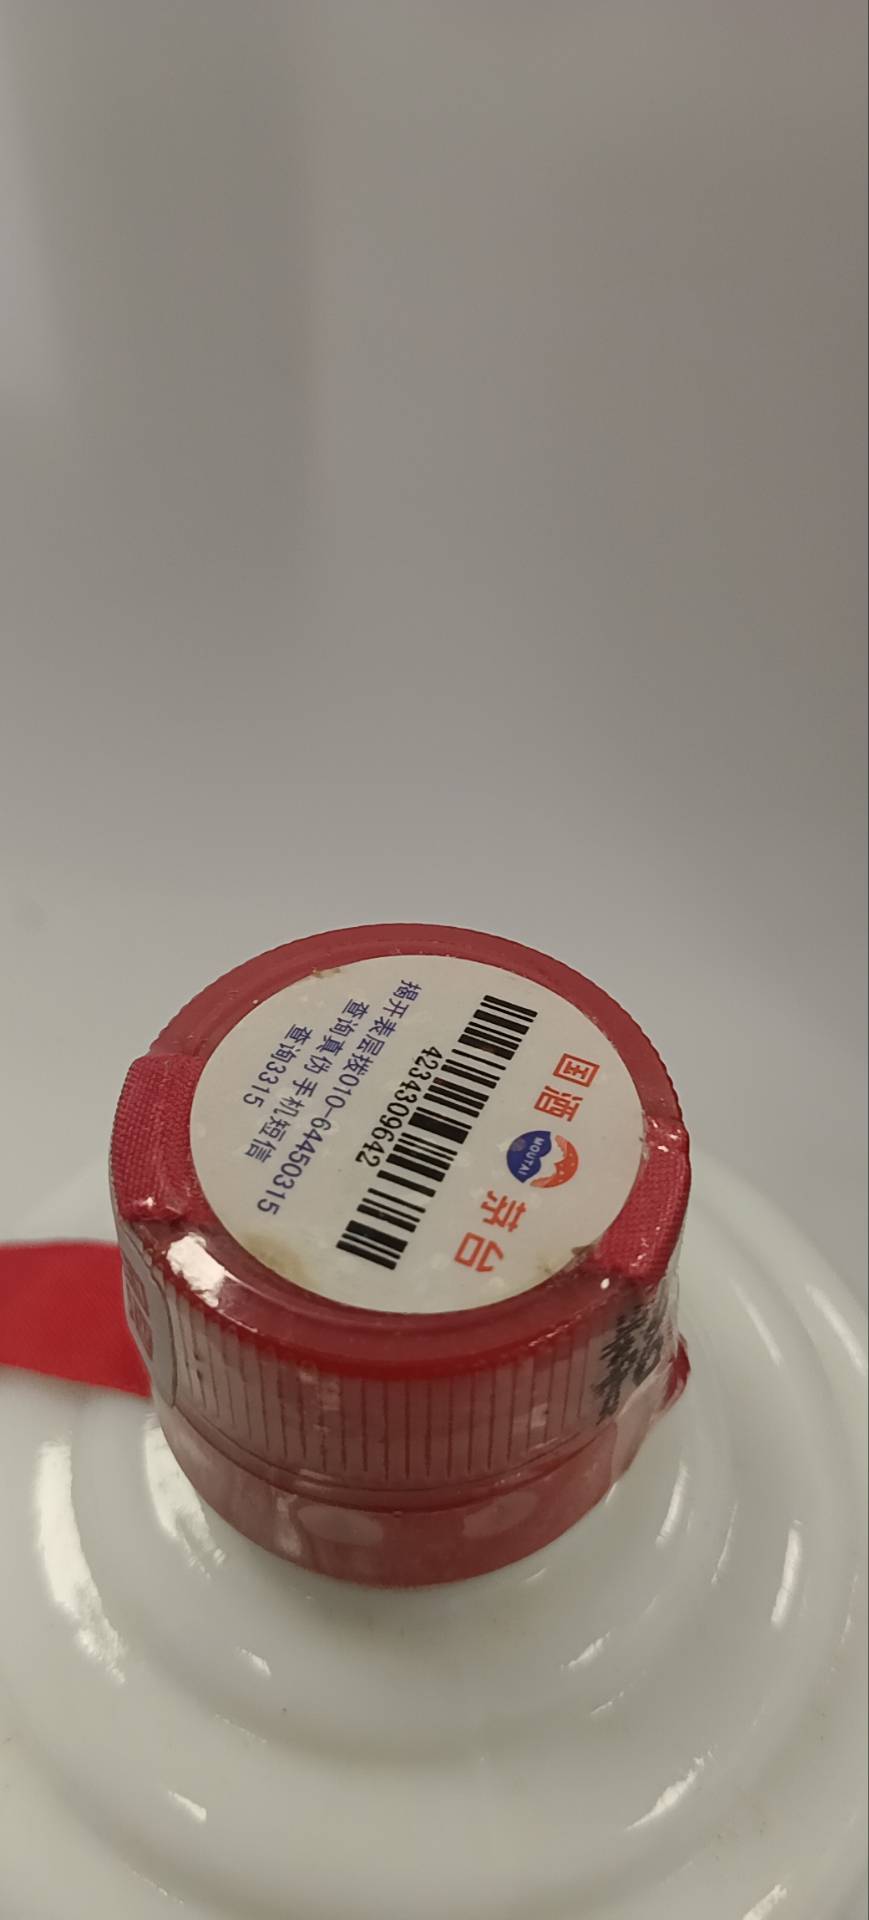 国酒
MOUTAI
茅台
4234309642
揭开表层拨010-64450315
查询真伪 手机短信
查询3315